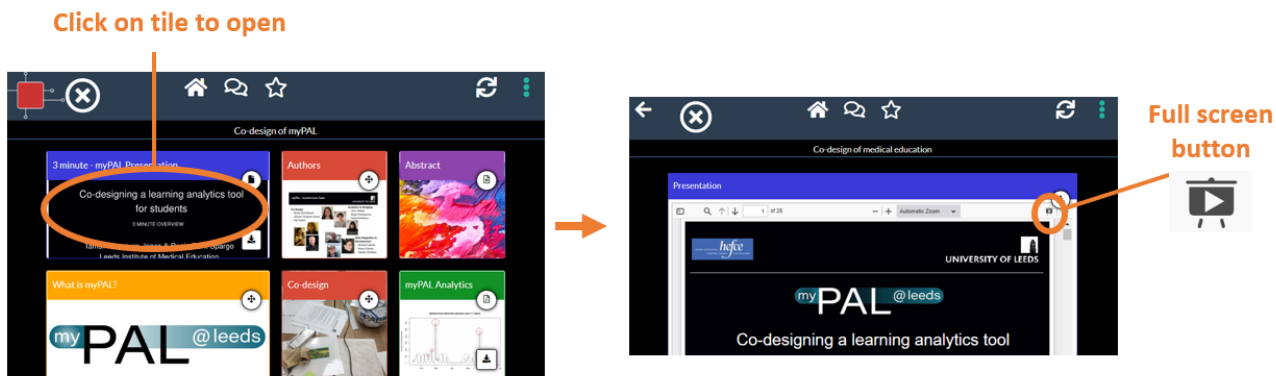 Click on tile to open
Co-design of myPAL
3 minute - myPAL Presentation
Co-designing a learning analytics tool
for students
3 MINUTE OVERVIEW
Leeds Institute of Medical Education
Authors
Abstract
What is myPAL?
my PAL @leeds
Co-design
myPAL Analytics
Co-design of medical education
Presentation
1 of 28
Automatic Zoom
hefce
UNIVERSITY OF LEEDS
my PAL @leeds
Co-designing a learning analytics tool
Full screen
button